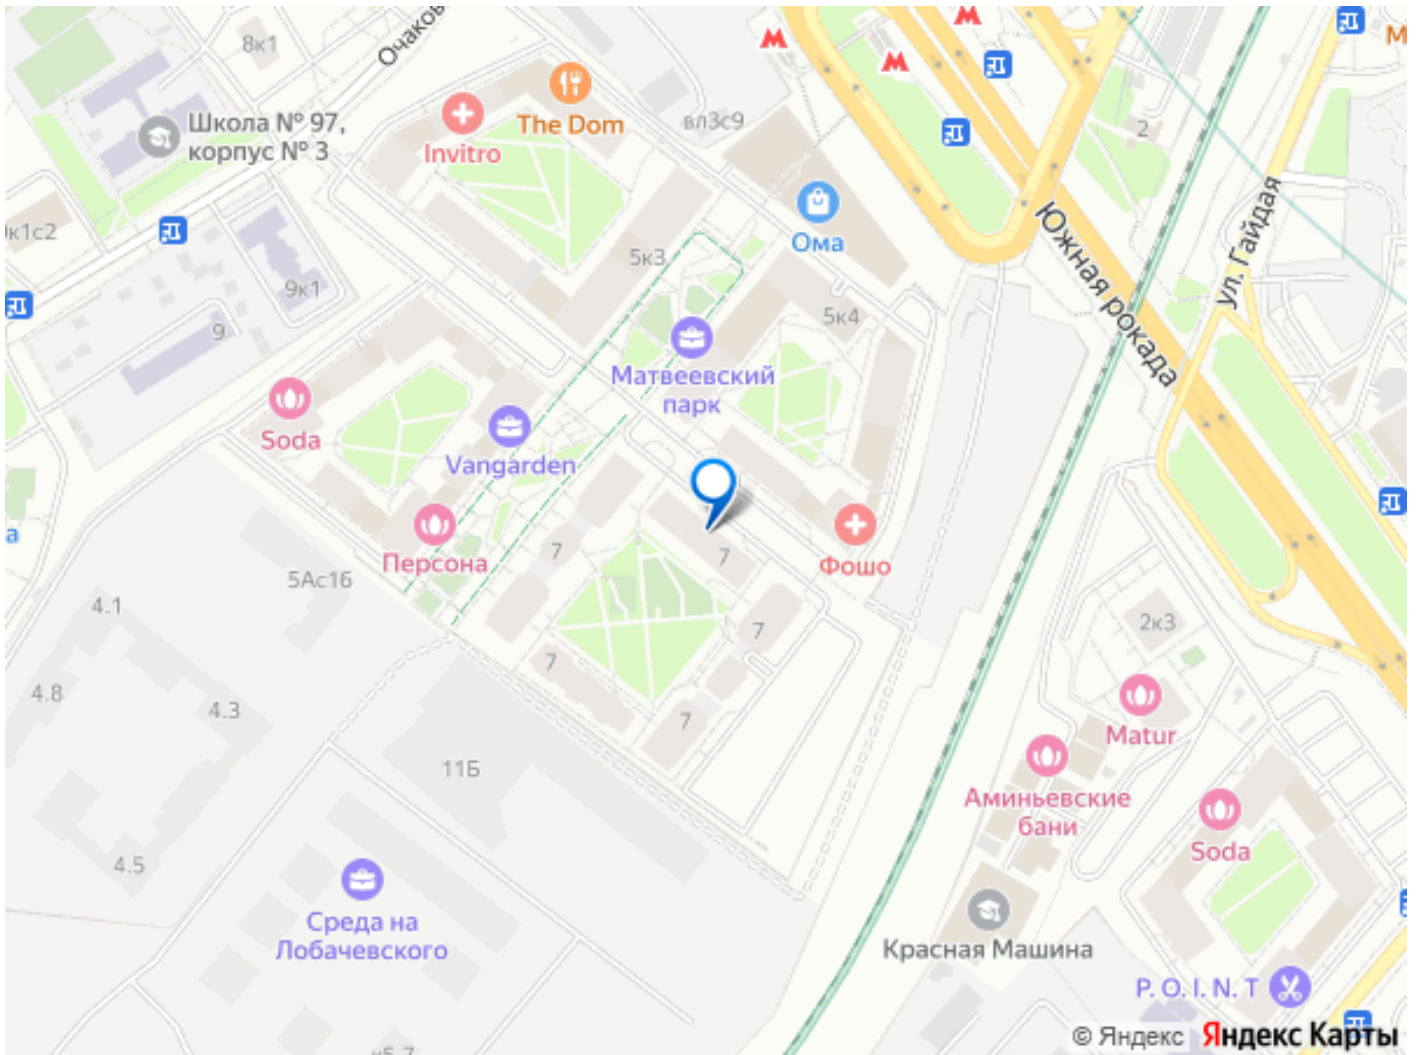 8к1
Очаков
М
Школа № 97,
корпус № 3
The Dom
Invitro
вл3с9
2
к1с2
Ома
Южная рокада
ул. Гайдая
5к3
9к1
9
5к4
Матвеевский
парк
Soda
Vangarden
Персона
7
7
Фошо
а
5Ас16
4.1
7
7
2к3
4.8
4.3
7
Matur
11Б
Аминьевские
бани
Soda
4.5
Среда на
Лобачевского
Красная Машина
P. O. I. N. T
© Яндекс Яндекс Карты